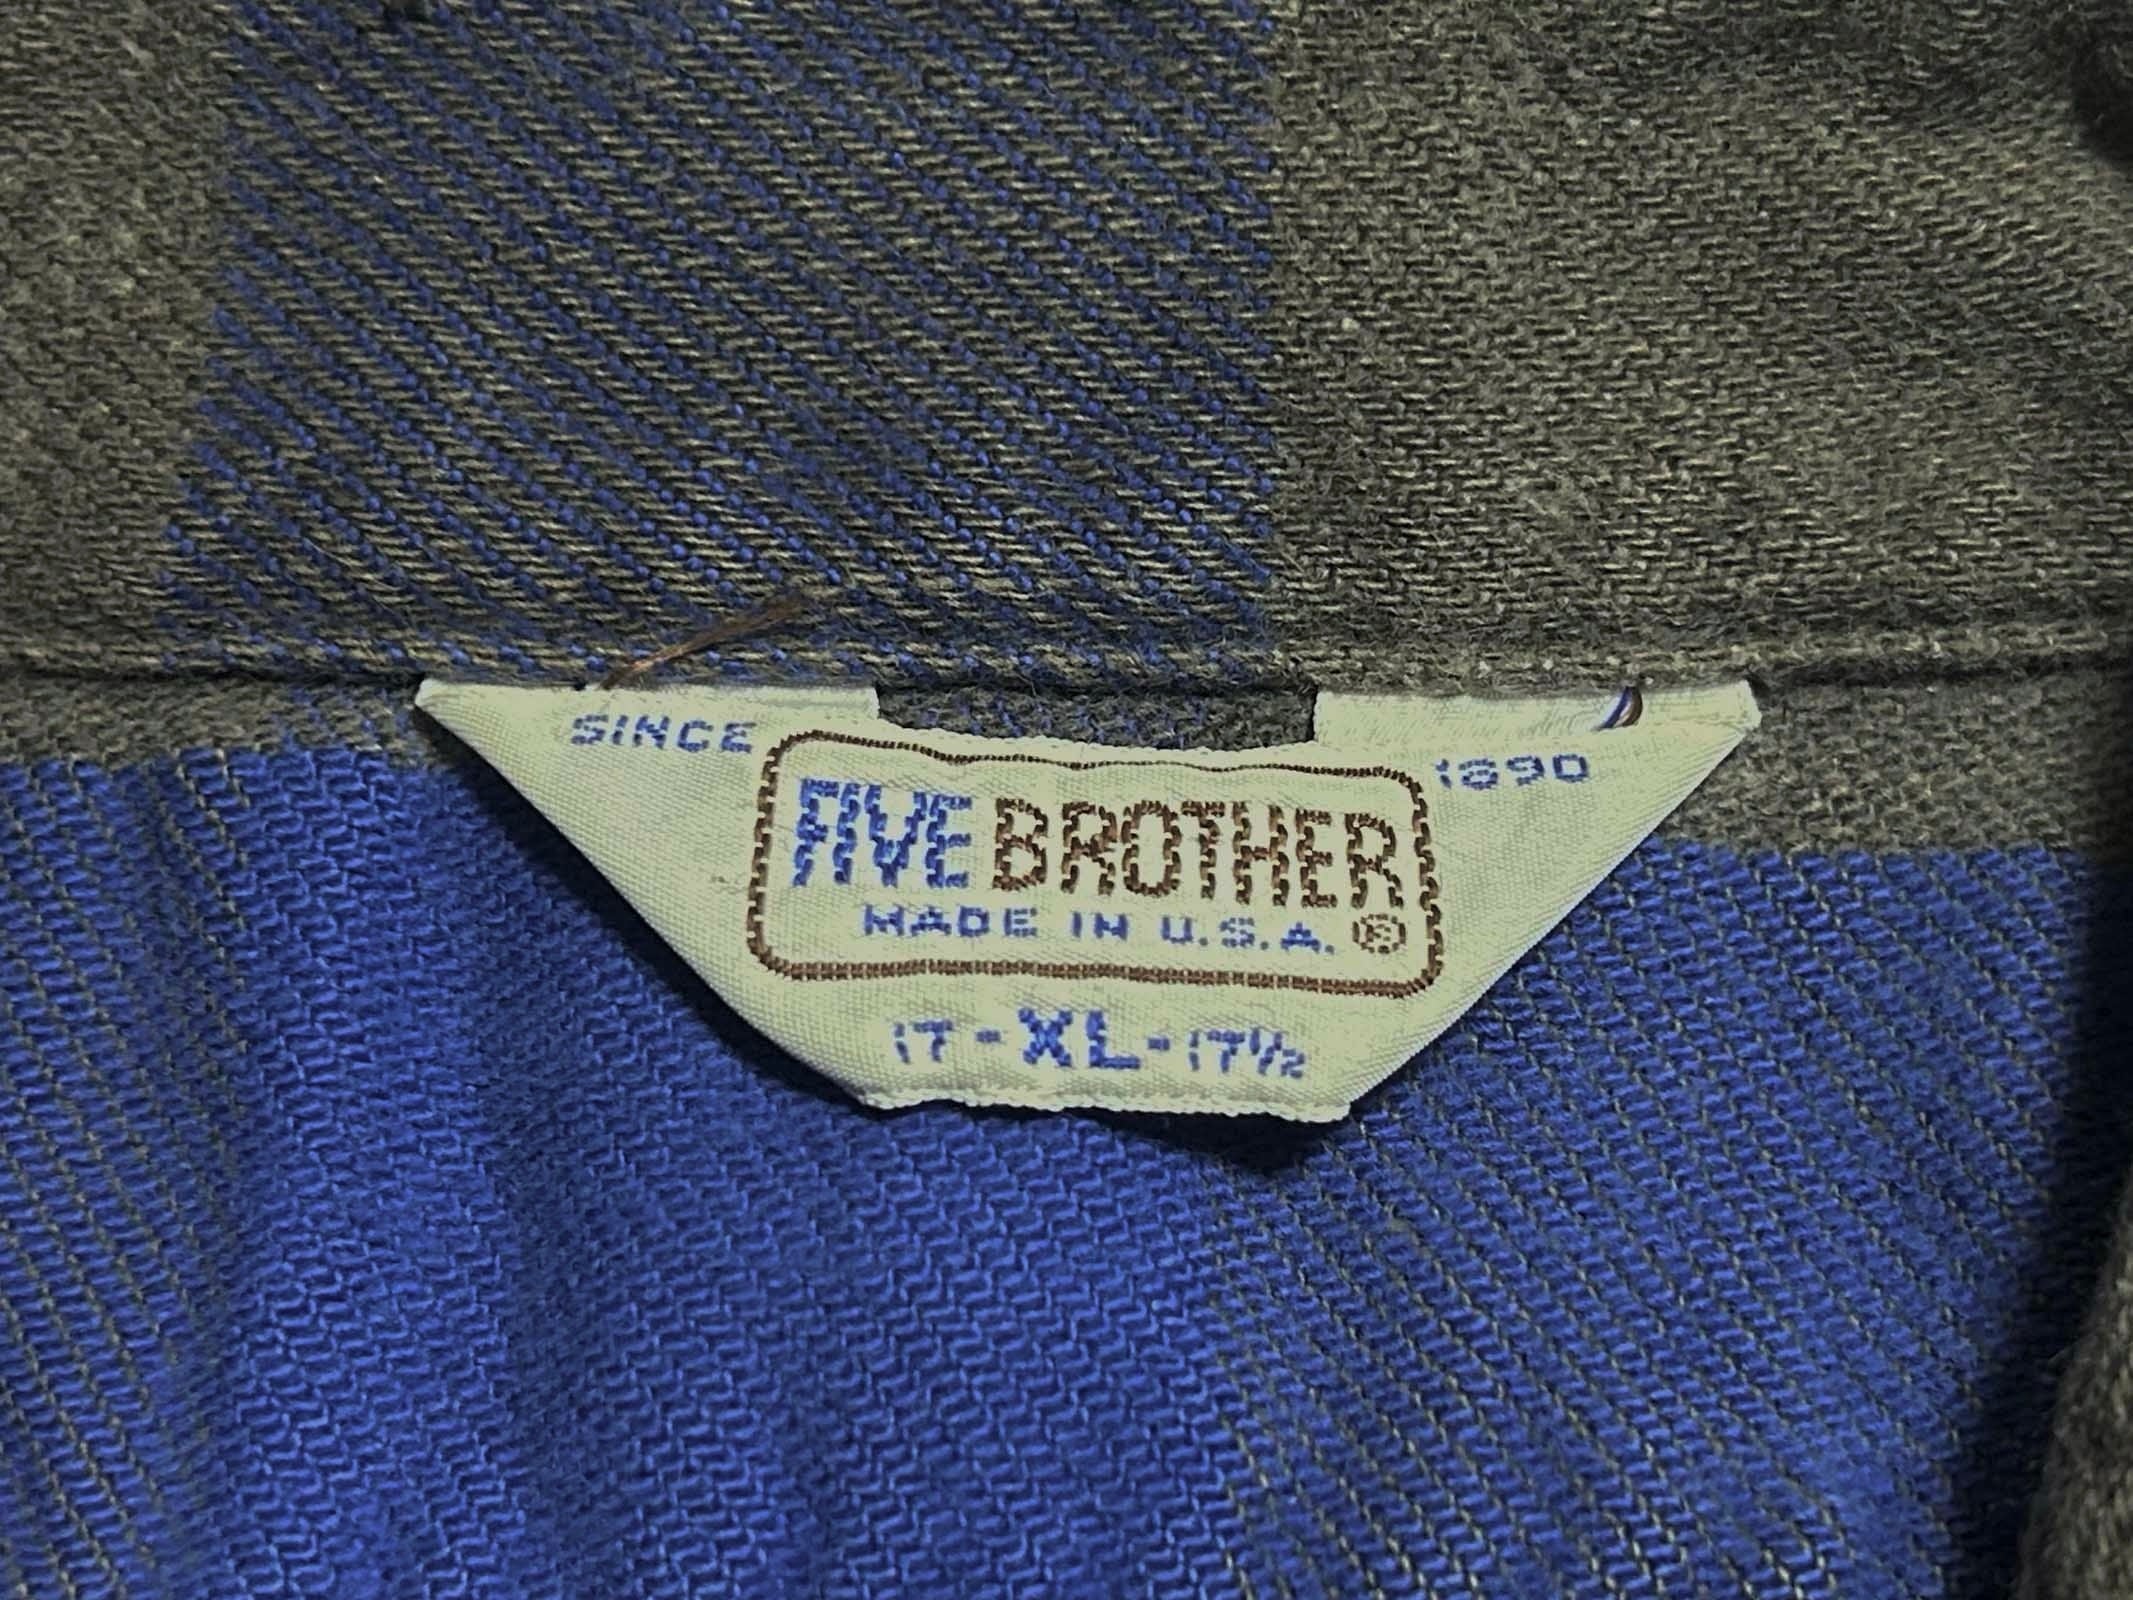 SINCE 1890
FIVE BROTHER
MADE IN U.S.A. ®
17 - XL - 17½